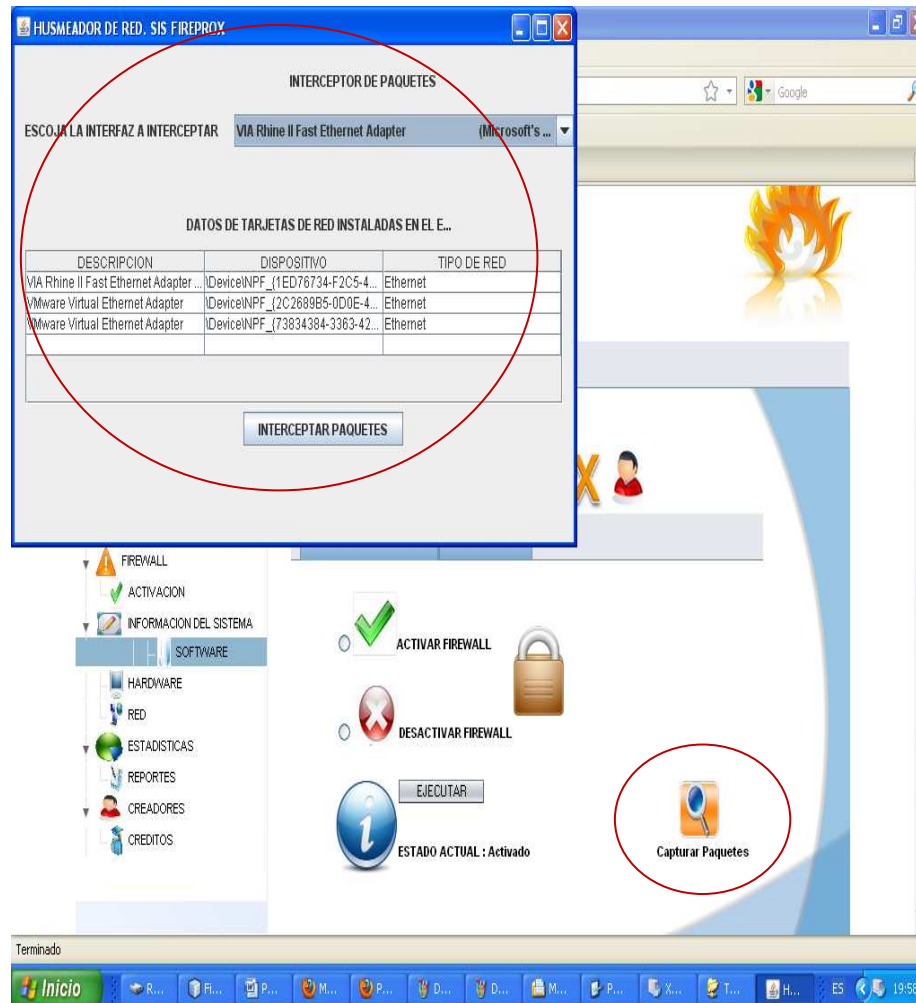 HUSMEADOR DE RED. SIS FIREPROX
INTERCEPTOR DE PAQUETES
Google
ESCOJA LA INTERFAZ A INTERCEPTAR VIA Rhine II Fast Ethernet Adapter (Microsoft's ...
DATOS DE TARJETAS DE RED INSTALADAS EN EL E...
DESCRIPCION DISPOSITIVO TIPO DE RED
VIA Rhine II Fast Ethernet Adapter ... \Device\NPF_{1ED76734-F2C5-4... Ethernet
VMware Virtual Ethernet Adapter \Device\NPF_{2C2689B5-0D0E-4... Ethernet
VMware Virtual Ethernet Adapter \Device\NPF_{73834384-3363-42... Ethernet
INTERCEPTAR PAQUETES
X
FIREWALL
ACTIVACION
INFORMACION DEL SISTEMA
SOFTWARE
HARDWARE
RED
ESTADISTICAS
REPORTES
CREADORES
CREDITOS
ACTIVAR FIREWALL
DESACTIVAR FIREWALL
EJECUTAR
ESTADO ACTUAL : Activado
Capturar Paquetes
Terminado
Inicio R... Fi... P... M... P... D... D... M... P... X... T... H... ES 19:58